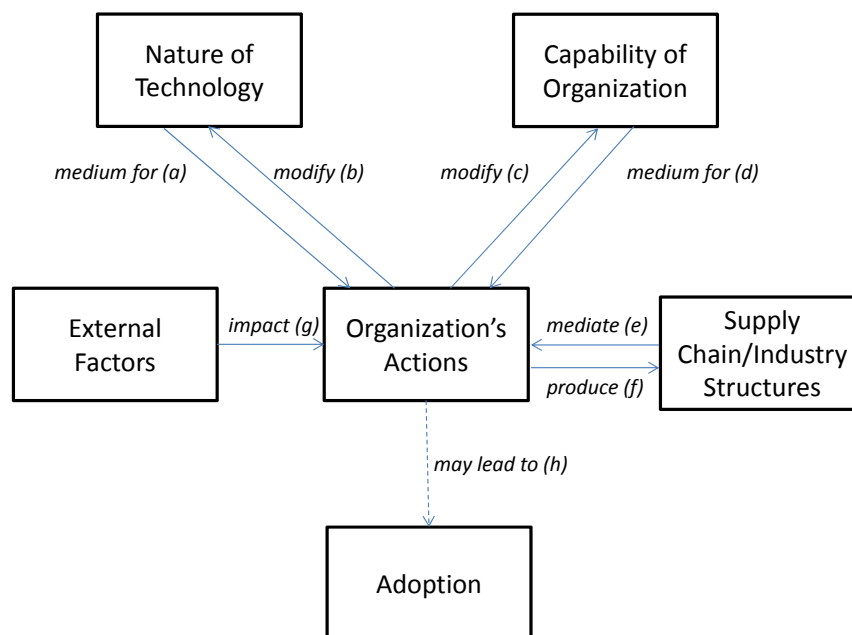 Nature of
Technology
Capability of
Organization
medium for (a)
modify (b)
modify (c)
medium for (d)
External
Factors
impact (g)
Organization’s
Actions
mediate (e)
produce (f)
Supply
Chain/Industry
Structures
may lead to (h)
Adoption